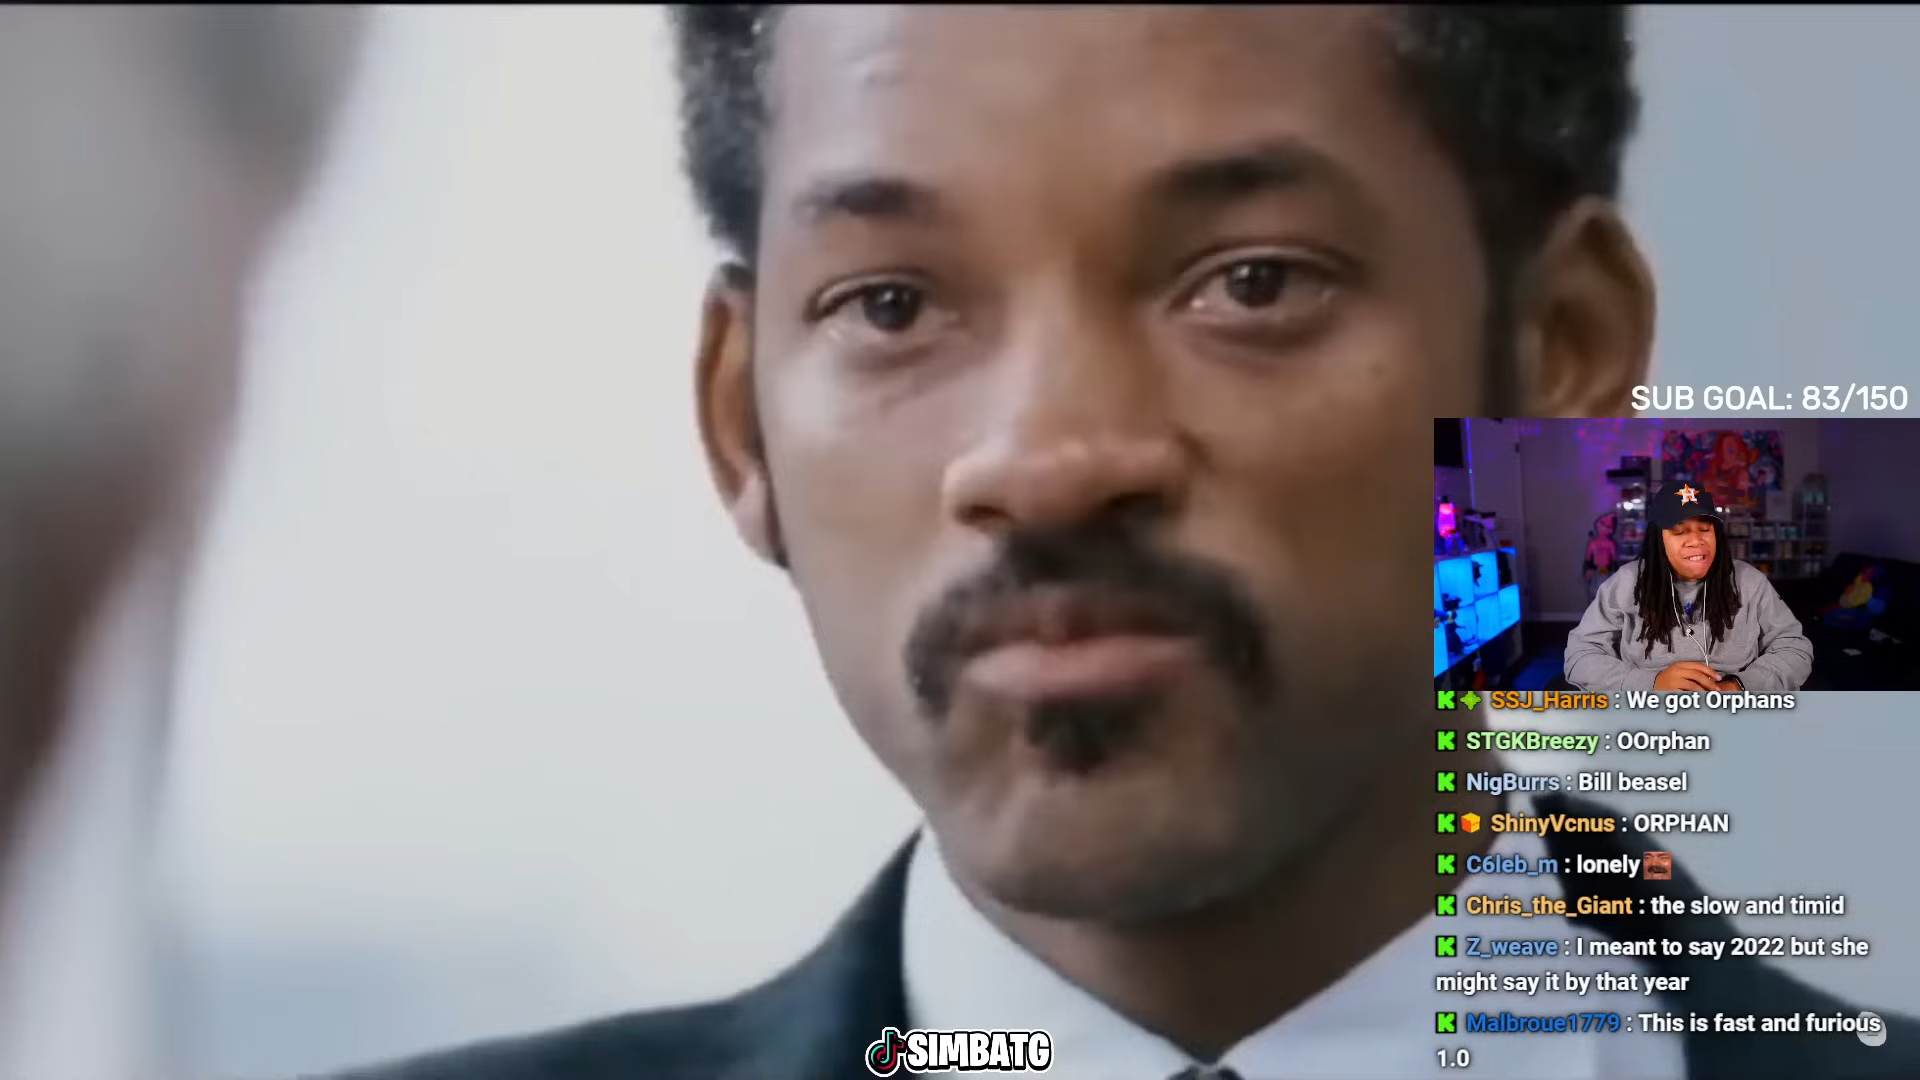 SUB GOAL: 83/150
SSJ_Harris : We got Orphans
STGKBreezy : OOrphan
NigBurrs : Bill beasel
ShinyVcnus : ORPHAN
C6leb_m : lonely
Chris_the_Giant : the slow and timid
Z_weave : I meant to say 2022 but she
might say it by that year
Malbroue1779 : This is fast and furious
1.0
SIMBATG